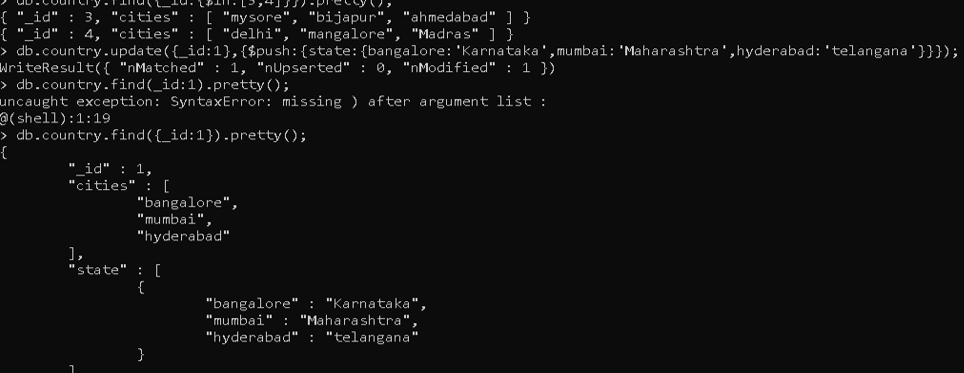 db.country.find({_id:{$in:[3,4]}}).pretty();
{ "_id" : 3, "cities" : [ "mysore", "bijapur", "ahmedabad" ] }
{ "_id" : 4, "cities" : [ "delhi", "mangalore", "Madras" ] }
> db.country.update({_id:1},{$push:{state:{bangalore:'Karnataka',mumbai:'Maharashtra',hyderabad:'telangana'}}});
WriteResult({ "nMatched" : 1, "nUpserted" : 0, "nModified" : 1 })
> db.country.find(_id:1).pretty();
uncaught exception: SyntaxError: missing ) after argument list :
@(shell):1:19
> db.country.find({_id:1}).pretty();
{
"_id" : 1,
"cities" : [
"bangalore",
"mumbai",
"hyderabad"
],
"state" : [
{
"bangalore" : "Karnataka",
"mumbai" : "Maharashtra",
"hyderabad" : "telangana"
}
]